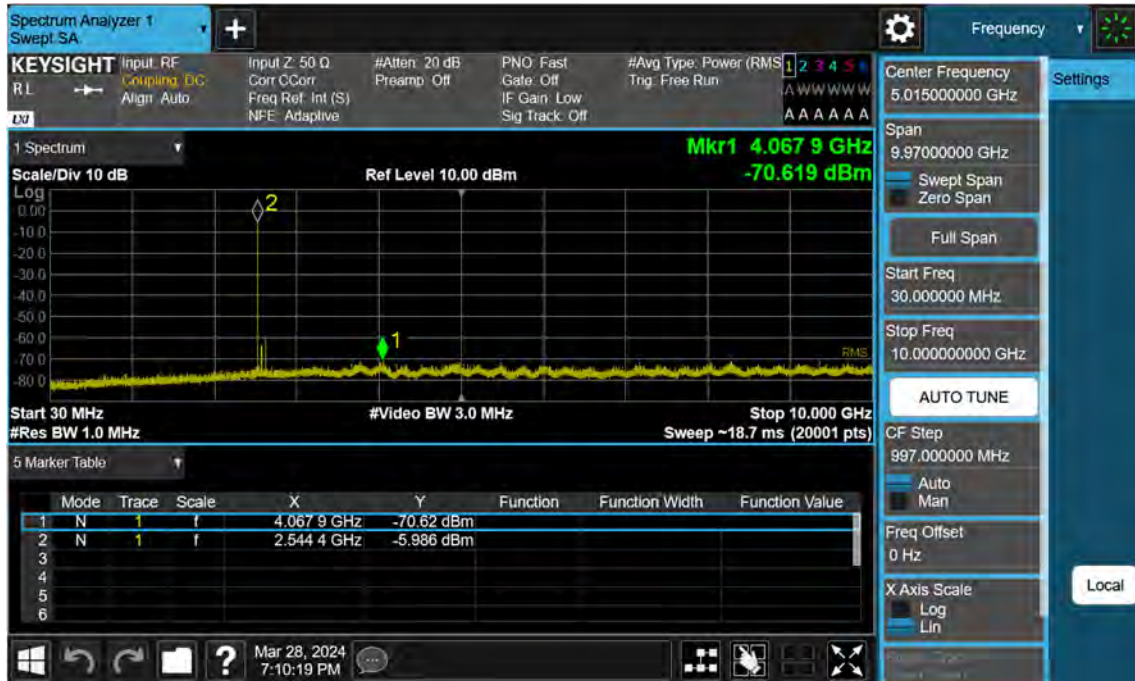 Spectrum Analyzer 1
Swept SA
+
Frequency
KEYSIGHT
RL
LXI
Input: RF
Coupling: DC
Align: Auto
Input Z: 50 Ω
Corr CCorr
Freq Ref: Int (S)
NFE: Adaptive
#Atten: 20 dB
Preamp: Off
PNO: Fast
Gate: Off
IF Gain: Low
Sig Track: Off
#Avg Type: Power (RMS
Trig: Free Run
1 2 3 4 5 6
A W W W W W
A A A A A A
Center Frequency
5.015000000 GHz
Settings
Span
9.97000000 GHz
Swept Span
Zero Span
Full Span
Start Freq
30.000000 MHz
Stop Freq
10.000000000 GHz
AUTO TUNE
CF Step
997.000000 MHz
Auto
Man
Freq Offset
0 Hz
X Axis Scale
Log
Lin
Local
1 Spectrum
Mkr1 4.067 9 GHz
Scale/Div 10 dB
Ref Level 10.00 dBm
-70.619 dBm
Log
0.00
-10.0
-20.0
-30.0
-40.0
-50.0
-60.0
-70.0
-80.0
2
1
RMS
Start 30 MHz
#Video BW 3.0 MHz
Stop 10.000 GHz
#Res BW 1.0 MHz
Sweep ~18.7 ms (20001 pts)
5 Marker Table
Mode Trace Scale X Y Function Function Width Function Value
1 N 1 f 4.067 9 GHz -70.62 dBm
2 N 1 f 2.544 4 GHz -5.986 dBm
3
4
5
6
?
Mar 28, 2024
7:10:19 PM